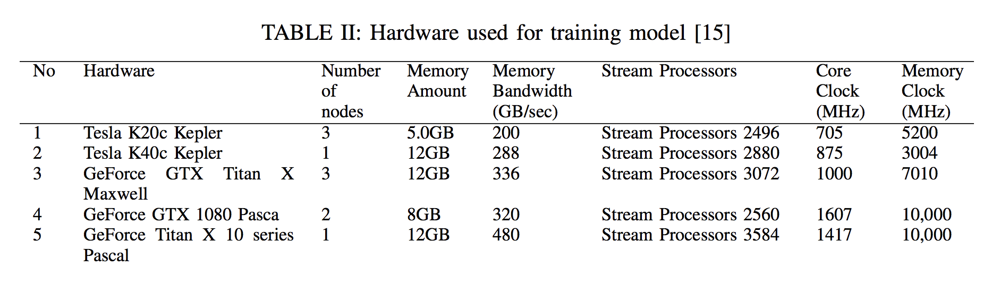 TABLE II: Hardware used for training model [15]
No Hardware Number Memory Memory Stream Processors Core Memory
of Amount Bandwidth Clock Clock
nodes (GB/sec) (MHz) (MHz)
1 Tesla K20c Kepler 3 5.0GB 200 Stream Processors 2496 705 5200
2 Tesla K40c Kepler 1 12GB 288 Stream Processors 2880 875 3004
3 GeForce GTX Titan X 3 12GB 336 Stream Processors 3072 1000 7010
Maxwell
4 GeForce GTX 1080 Pasca 2 8GB 320 Stream Processors 2560 1607 10,000
5 GeForce Titan X 10 series 1 12GB 480 Stream Processors 3584 1417 10,000
Pascal